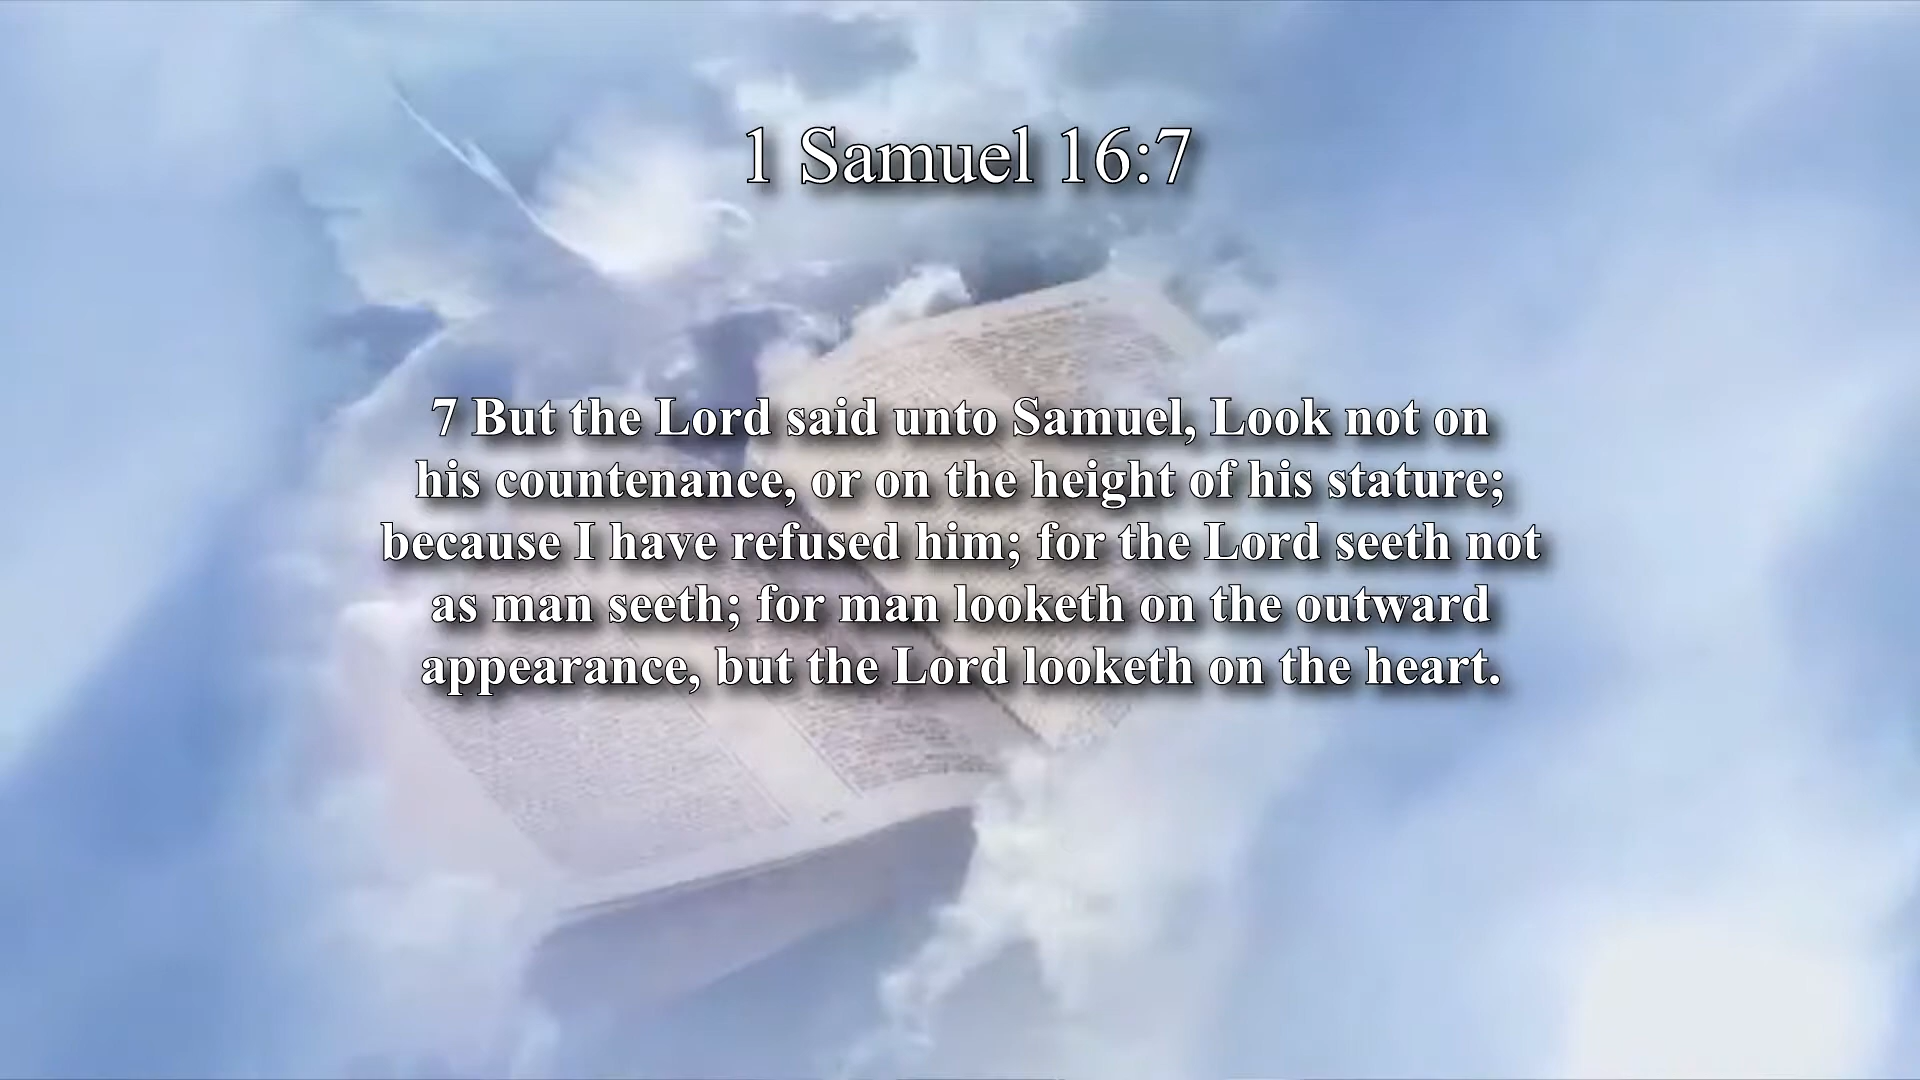 1 Samuel 16:7
7 But the Lord said unto Samuel, Look not on
his countenance, or on the height of his stature;
because I have refused him; for the Lord seeth not
as man seeth; for man looketh on the outward
appearance, but the Lord looketh on the heart.